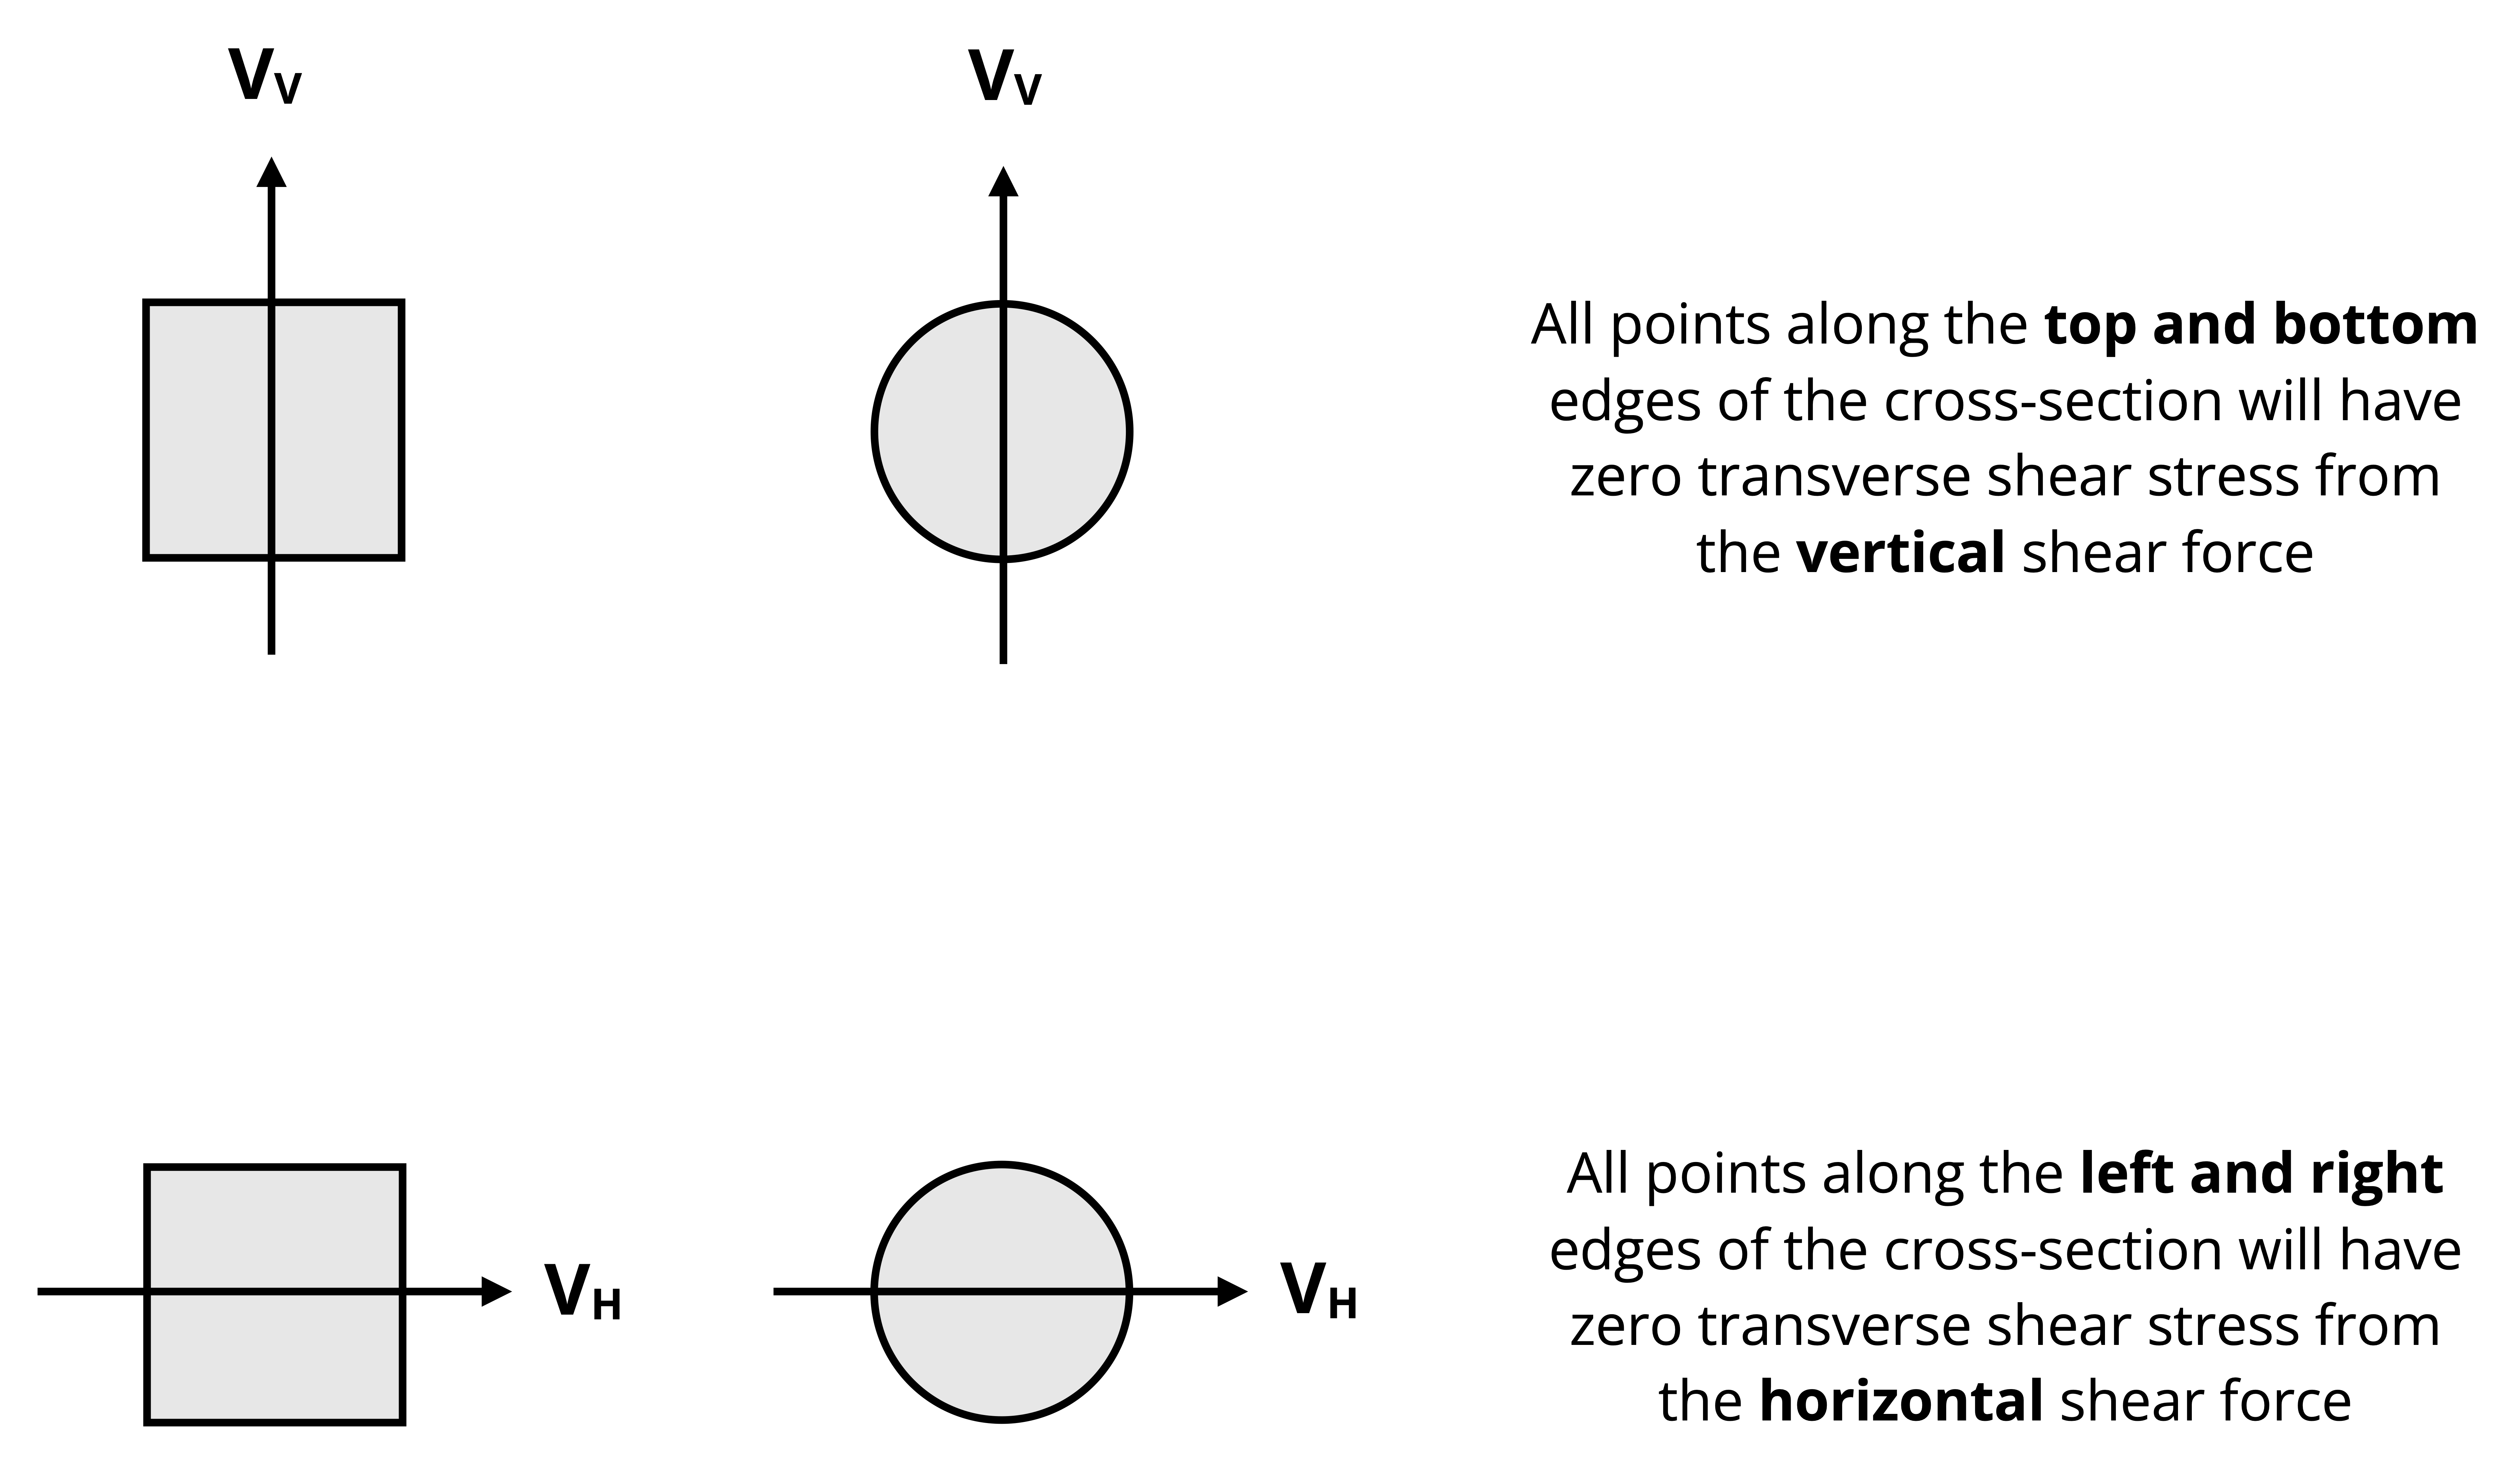 VV
VV
All points along the top and bottom
edges of the cross-section will have
zero transverse shear stress from
the vertical shear force
VH
VH
All points along the left and right
edges of the cross-section will have
zero transverse shear stress from
the horizontal shear force